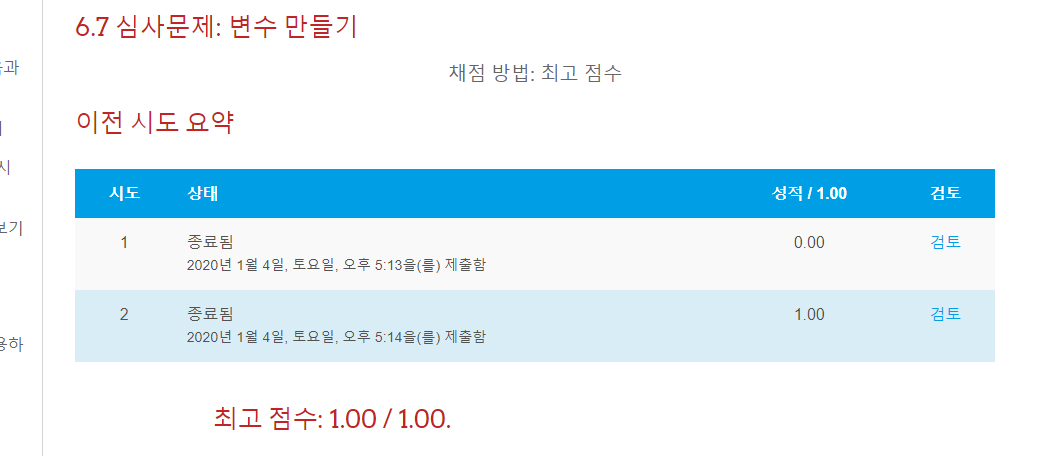 6.7 심사문제: 변수 만들기
채점 방법: 최고 점수
이전 시도 요약
시도 상태 성적 / 1.00 검토
1 종료됨 0.00 검토
2020년 1월 4일, 토요일, 오후 5:13을(를) 제출함
2 종료됨 1.00 검토
2020년 1월 4일, 토요일, 오후 5:14을(를) 제출함
최고 점수: 1.00 / 1.00.
시
보기
용하